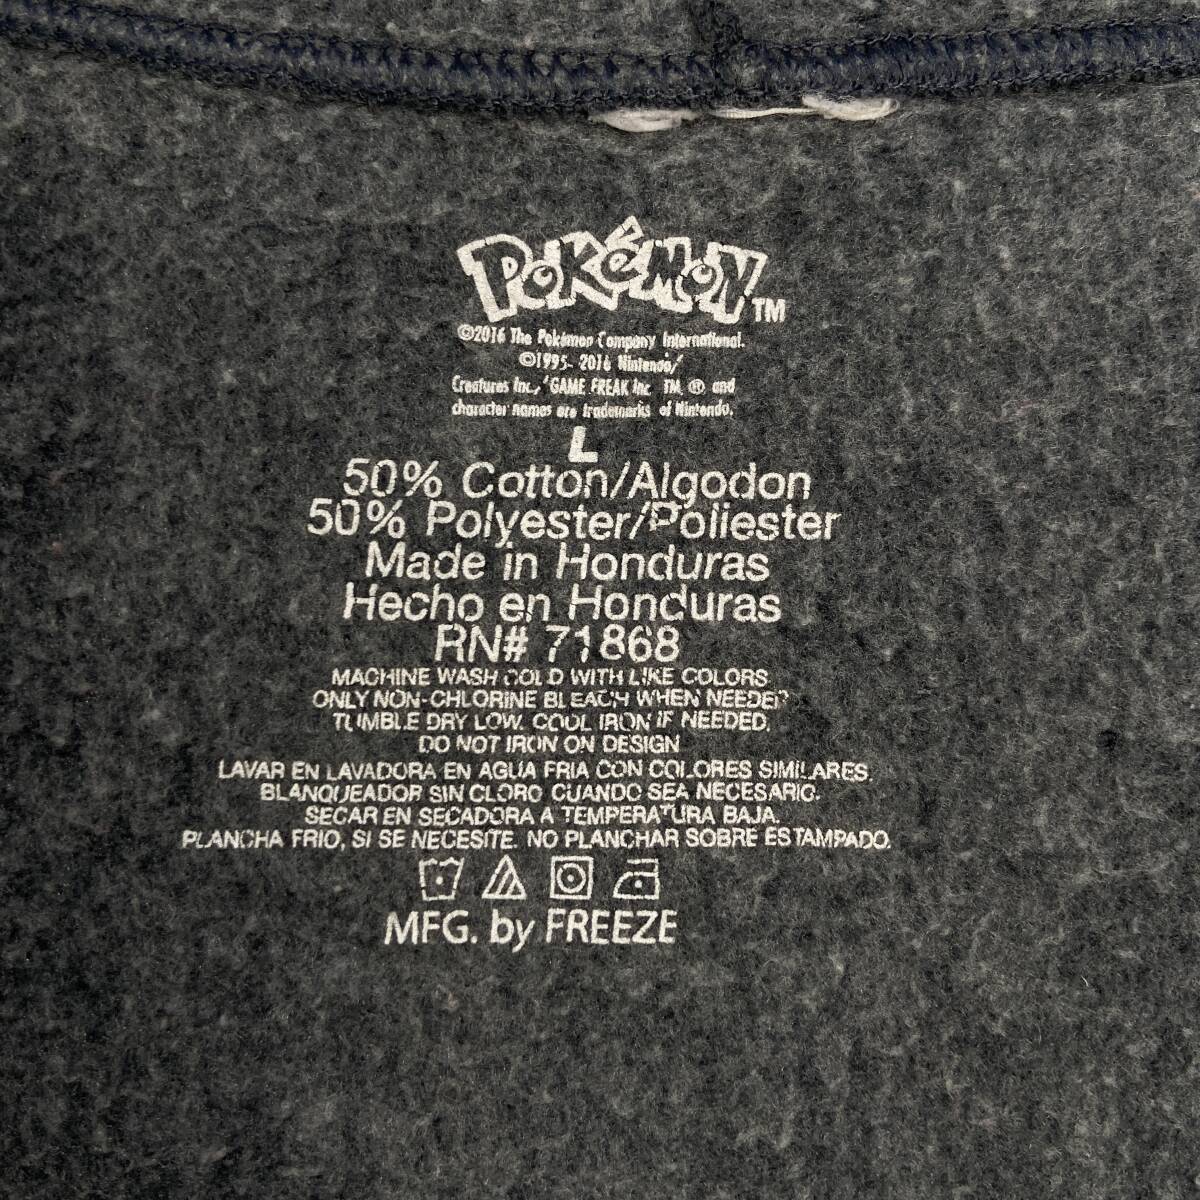 POKéMON™
©2016 The Pokémon Company International.
©1995-2016 Nintendo/
Creatures Inc./GAME FREAK Inc. TM, ® and
character names are trademarks of Nintendo.
L
50% Cotton/Algodon
50% Polyester/Poliester
Made in Honduras
Hecho en Honduras
RN# 71868
MACHINE WASH COLD WITH LIKE COLORS
ONLY NON-CHLORINE BLEACH WHEN NEEDED
TUMBLE DRY LOW. COOL IRON IF NEEDED.
DO NOT IRON ON DESIGN
LAVAR EN LAVADORA EN AGUA FRIA CON COLORES SIMILARES.
BLANQUEADOR SIN CLORO CUANDO SEA NECESARIO.
SECAR EN SECADORA A TEMPERATURA BAJA.
PLANCHA FRIO, SI SE NECESITE. NO PLANCHAR SOBRE ESTAMPADO.
MFG. by FREEZE